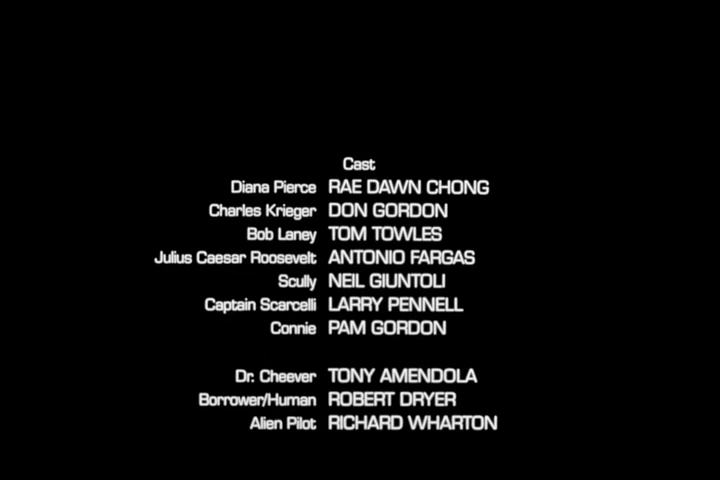 Cast
Diana Pierce RAE DAWN CHONG
Charles Krieger DON GORDON
Bob Laney TOM TOWLES
Julius Caesar Roosevelt ANTONIO FARGAS
Scully NEIL GIUNTOLI
Captain Scarcelli LARRY PENNELL
Connie PAM GORDON
Dr. Cheever TONY AMENDOLA
Borrower/Human ROBERT DRYER
Alien Pilot RICHARD WHARTON